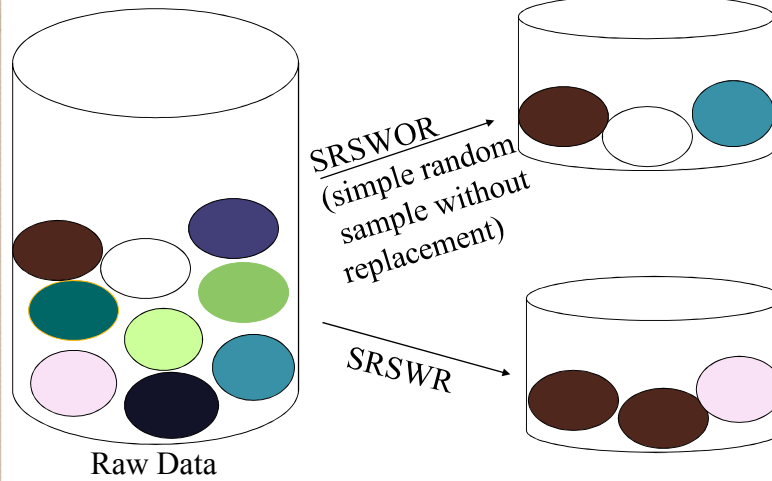 SRSWOR
(simple random
sample without
replacement)
SRSWR
Raw Data